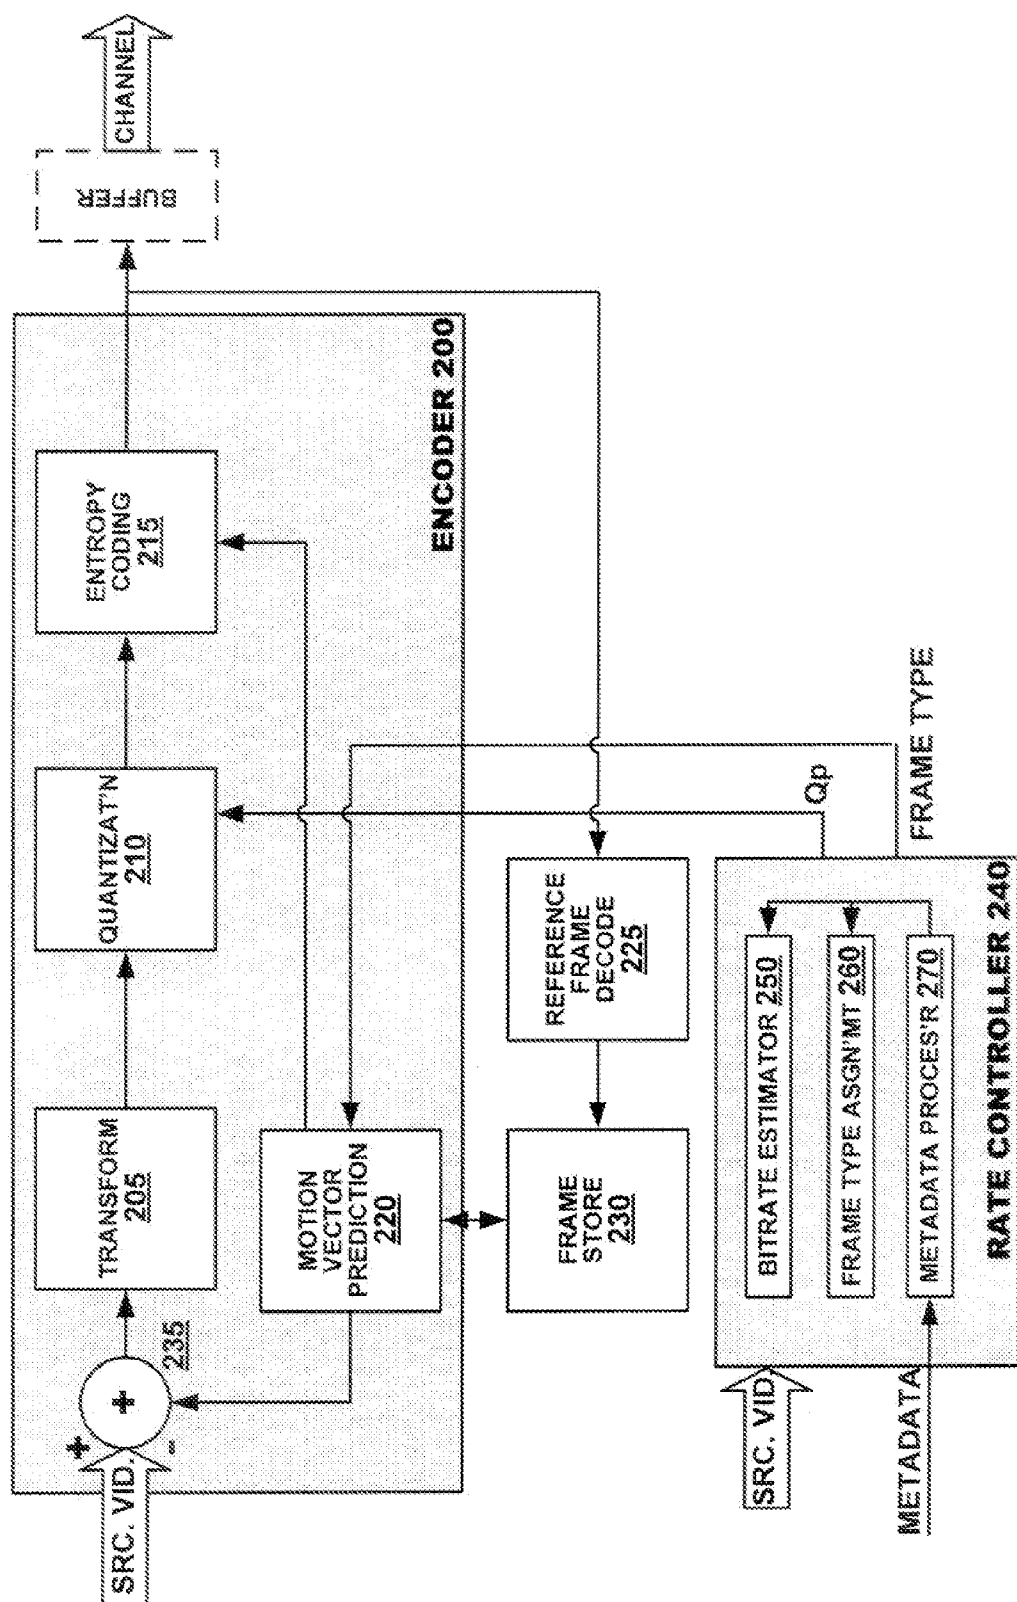 SRC. VID.
+
-
+
235
TRANSFORM
205
QUANTIZAT'N
210
ENTROPY
CODING
215
BUFFER
CHANNEL
MOTION
VECTOR
PREDICTION
220
ENCODER 200
FRAME
STORE
230
REFERENCE
FRAME
DECODE
225
SRC. VID.
METADATA
BITRATE ESTIMATOR 250
FRAME TYPE ASGN'MT 260
METADATA PROCES'R 270
RATE CONTROLLER 240
Qp
FRAME TYPE